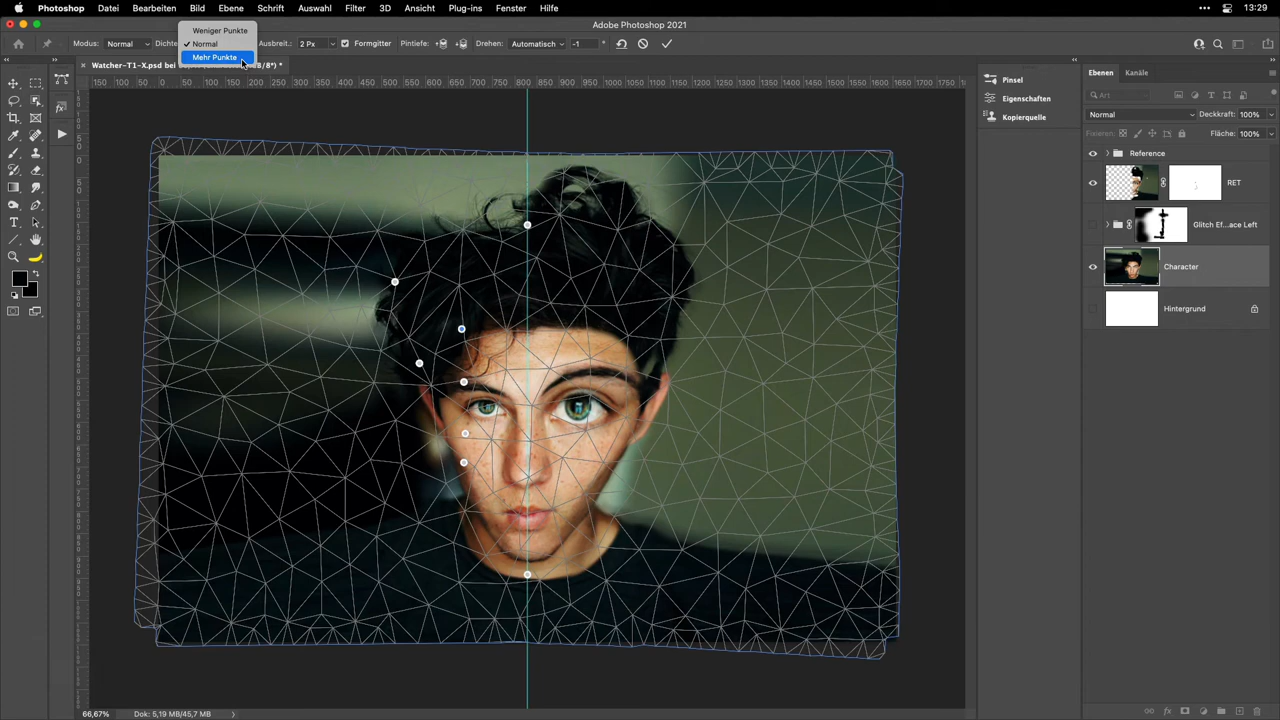 Photoshop Datei Bearbeiten Bild Ebene Schrift Auswahl Filter 3D Ansicht Plug-ins Fenster Hilfe 13:29
Adobe Photoshop 2021
Weniger Punkte
Normal
Mehr Punkte
Modus: Normal Dichte Ausbreit.: 2 Px Formgitter Pintiefe: Drehen: Automatisch -1
Watcher-T1-X.psd bei /8*) *
150 100 50 0 50 100 150 200 250 300 350 400 450 500 550 600 650 700 750 800 850 900 950 1000 1050 1100 1150 1200 1250 1300 1350 1400 1450 1500 1550 1600 1650 1700 1750
Pinsel
Eigenschaften
Kopierquelle
Ebenen Kanäle
Art
Normal Deckkraft: 100%
Fixieren: Fläche: 100%
Reference
RET
Glitch Ef...ace Left
Character
Hintergrund
66,67% Dok: 5,19 MB/45,7 MB